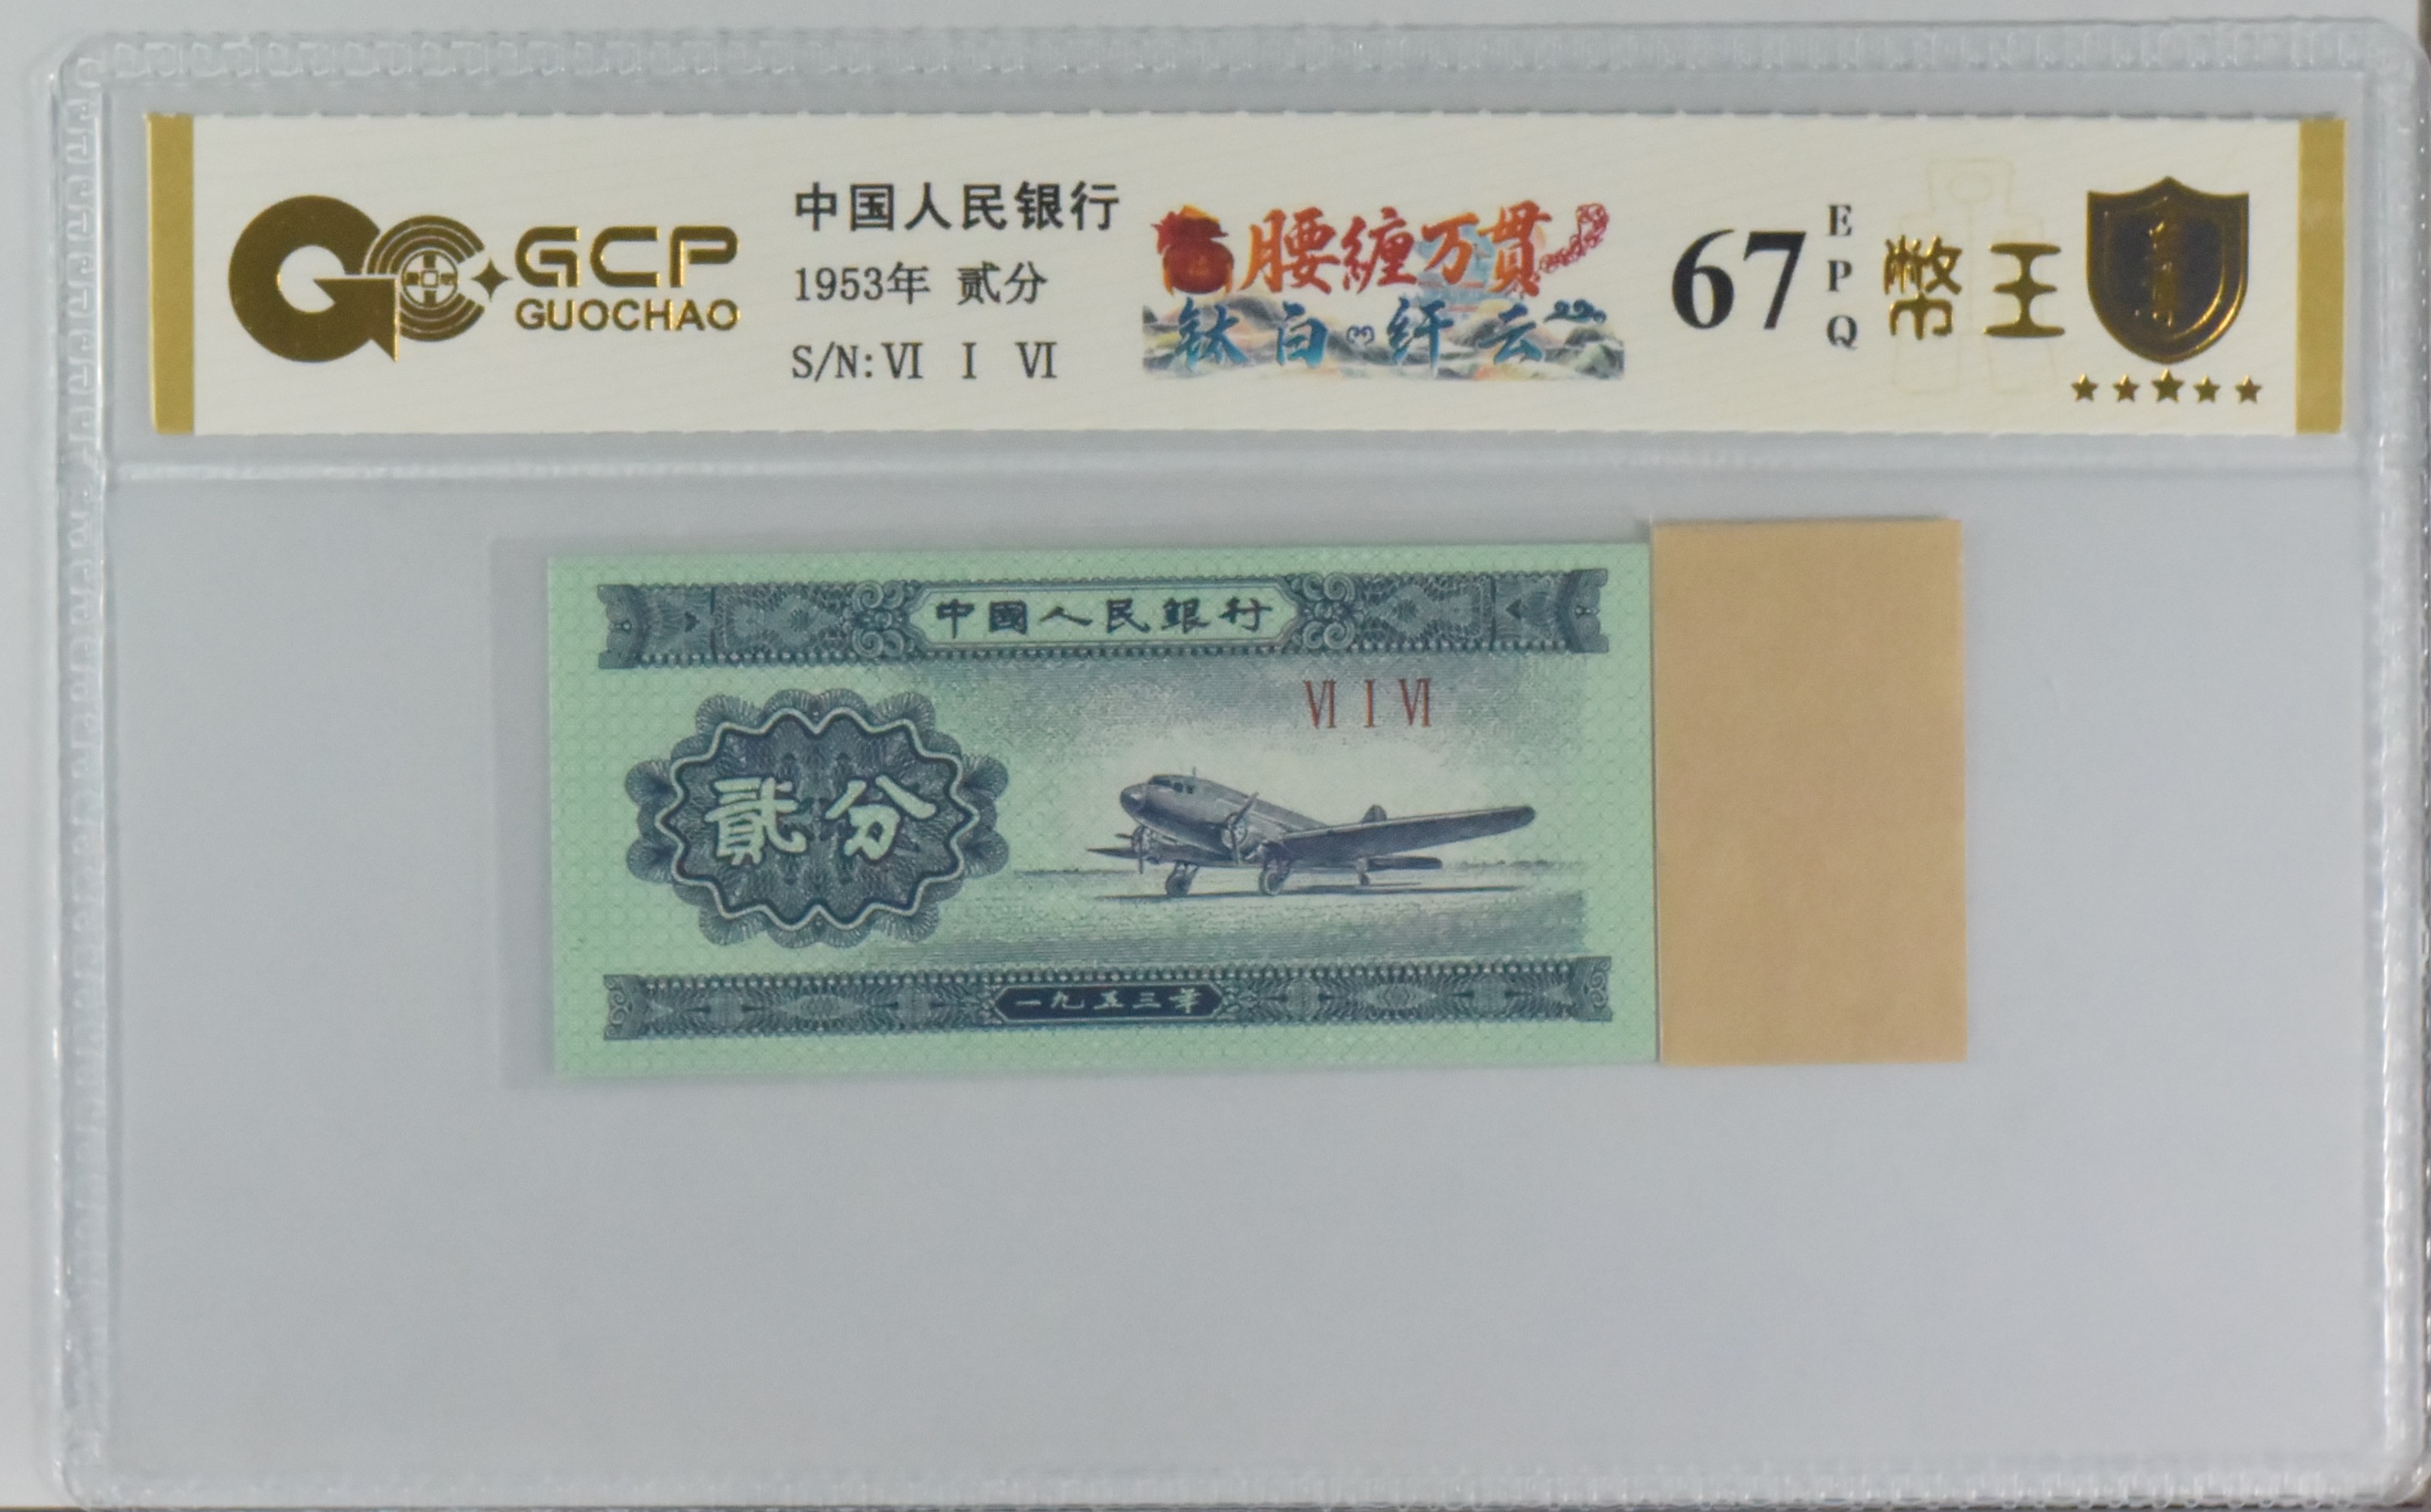 GCP
GUOCHAO
中国人民银行
1953年 贰分
S/N: Ⅵ Ⅰ Ⅵ
腰缠万贯
钛白·纤云
67
EPQ
幣王
中國人民銀行
Ⅵ Ⅰ Ⅵ
貳分
一九五三年